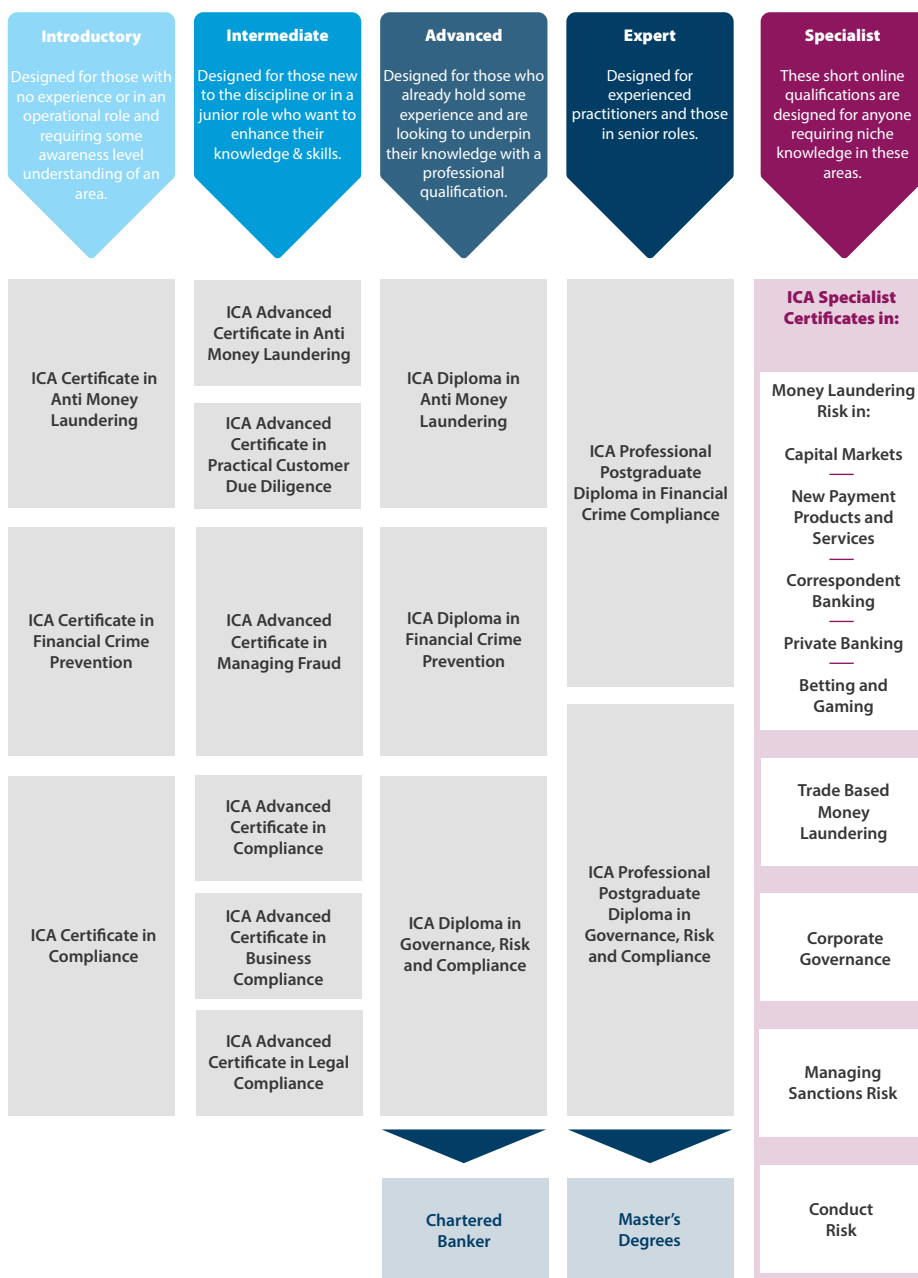 Introductory
Designed for those with
no experience or in an
operational role and
requiring some
awareness level
understanding of an
area.
Intermediate
Designed for those new
to the discipline or in a
junior role who want to
enhance their
knowledge & skills.
Advanced
Designed for those who
already hold some
experience and are
looking to underpin
their knowledge with a
professional
qualification.
Expert
Designed for
experienced
practitioners and those
in senior roles.
Specialist
These short online
qualifications are
designed for anyone
requiring niche
knowledge in these
areas.
ICA Certificate in
Anti Money
Laundering
ICA Certificate in
Financial Crime
Prevention
ICA Certificate in
Compliance
ICA Advanced
Certificate in Anti
Money Laundering
ICA Advanced
Certificate in
Practical Customer
Due Diligence
ICA Advanced
Certificate in
Managing Fraud
ICA Advanced
Certificate in
Compliance
ICA Advanced
Certificate in
Business
Compliance
ICA Advanced
Certificate in Legal
Compliance
ICA Diploma in
Anti Money
Laundering
ICA Diploma in
Financial Crime
Prevention
ICA Diploma in
Governance, Risk
and Compliance
Chartered
Banker
ICA Professional
Postgraduate
Diploma in Financial
Crime Compliance
ICA Professional
Postgraduate
Diploma in
Governance, Risk
and Compliance
Master's
Degrees
ICA Specialist
Certificates in:
Money Laundering
Risk in:
Capital Markets
New Payment
Products and
Services
Correspondent
Banking
Private Banking
Betting and
Gaming
Trade Based
Money
Laundering
Corporate
Governance
Managing
Sanctions Risk
Conduct
Risk